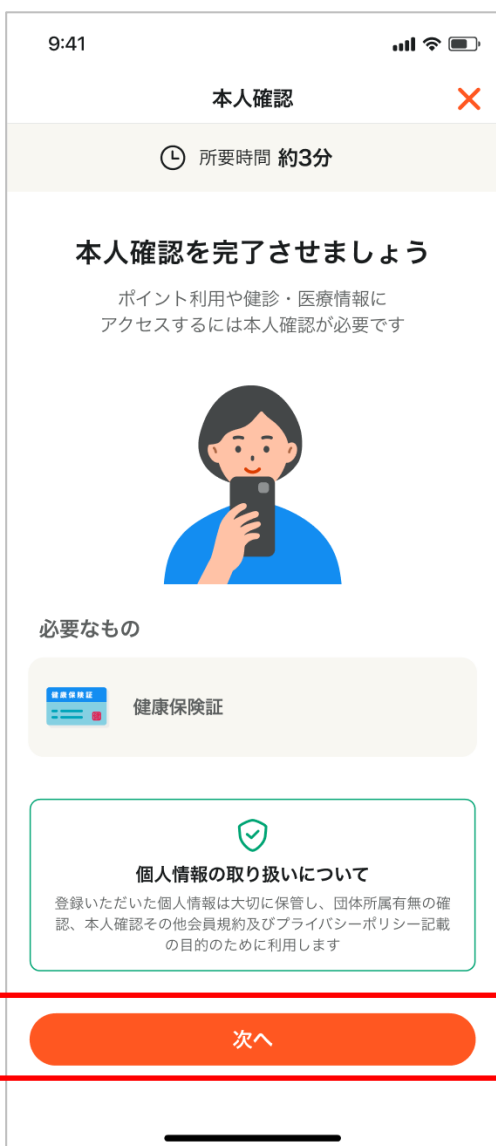 9:41
本人確認
所要時間 約3分
本人確認を完了させましょう
ポイント利用や健診・医療情報に
アクセスするには本人確認が必要です
必要なもの
健康保険証
健康保険証
個人情報の取り扱いについて
登録いただいた個人情報は大切に保管し、団体所属有無の確
認、本人確認その他会員規約及びプライバシーポリシー記載
の目的のために利用します
次へ